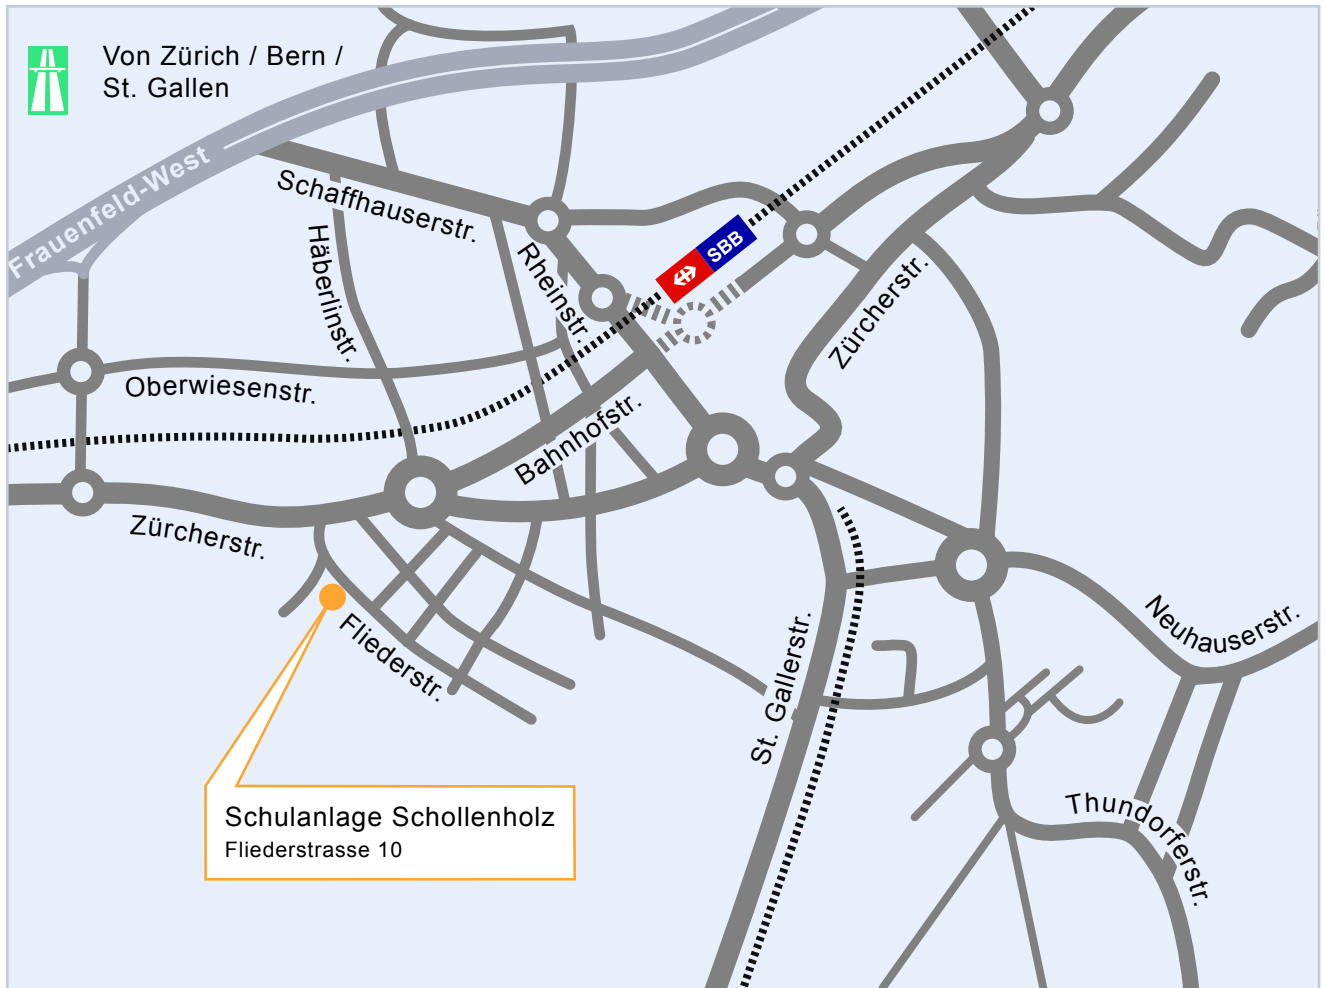 Von Zürich / Bern /
St. Gallen
Frauenfeld-West
Schaffhauserstr.
Häberlinstr.
Rheinstr.
SBB
Zürcherstr.
Oberwiesenstr.
Bahnhofstr.
Zürcherstr.
Fliederstr.
St. Gallerstr.
Neuhauserstr.
Thundorferstr.
Schulanlage Schollenholz
Fliederstrasse 10